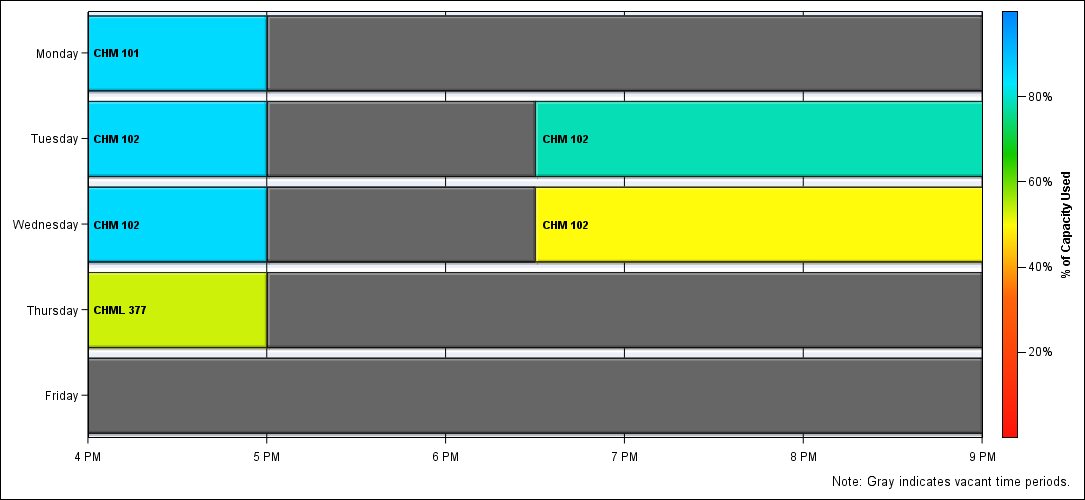 Monday
CHM 101
Tuesday
CHM 102
CHM 102
Wednesday
CHM 102
CHM 102
Thursday
CHML 377
Friday
4 PM
5 PM
6 PM
7 PM
8 PM
9 PM
80%
60%
40%
20%
% of Capacity Used
Note: Gray indicates vacant time periods.